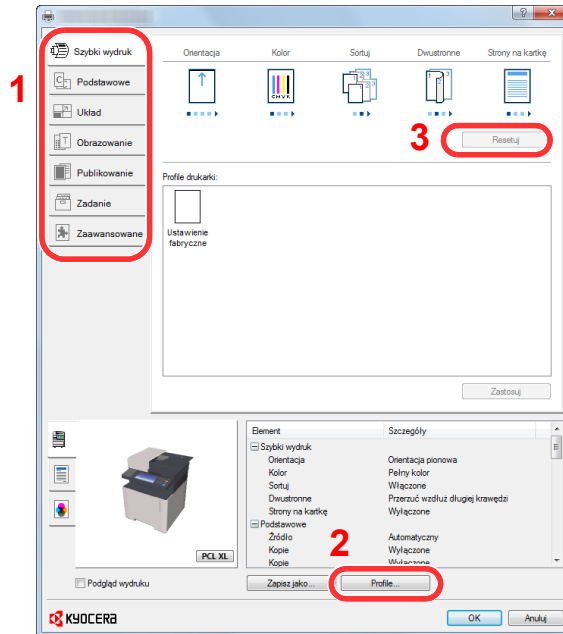 Szybki wydruk
Podstawowe
Układ
Obrazowanie
Publikowanie
Zadanie
Zaawansowane
1
Orientacja Kolor Sortuj Dwustronne Strony na kartkę
CMYK
3
Resetuj
Profile drukarki:
Ustawienie
fabryczne
Zastosuj
PCL XL
Podgląd wydruku
Element Szczegóły
Szybki wydruk
Orientacja Orientacja pionowa
Kolor Pełny kolor
Sortuj Włączone
Dwustronne Przerzuć wzdłuż długiej krawędzi
Strony na kartkę Wyłączone
Podstawowe
Źródło Automatyczny
Kopie Wyłączone
Kopie Wyłączone
2
Zapisz jako... Profile...
KYOCERA
OK Anuluj